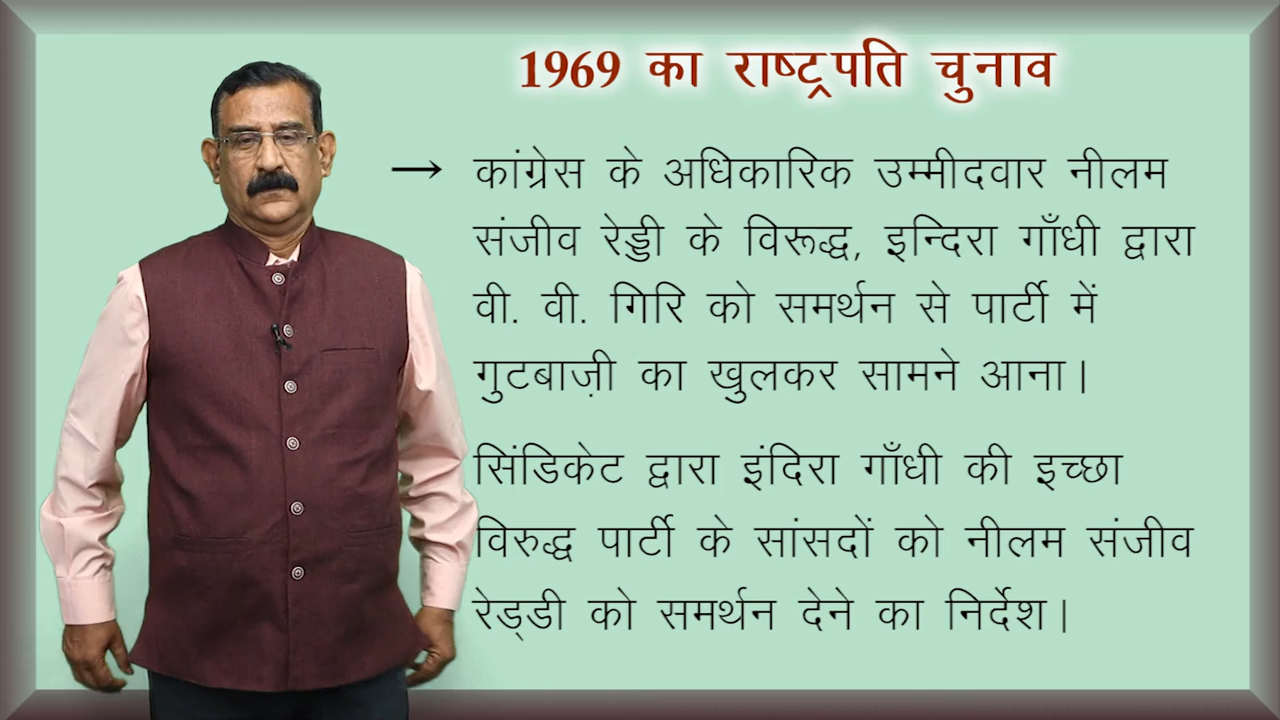 1969 का राष्ट्रपति चुनाव
→ कांग्रेस के अधिकारिक उम्मीदवार नीलम
संजीव रेड्डी के विरूद्ध, इन्दिरा गाँधी द्वारा
वी. वी. गिरि को समर्थन से पार्टी में
गुटबाज़ी का खुलकर सामने आना।
सिंडिकेट द्वारा इंदिरा गाँधी की इच्छा
विरुद्ध पार्टी के सांसदों को नीलम संजीव
रेड्‌डी को समर्थन देने का निर्देश।